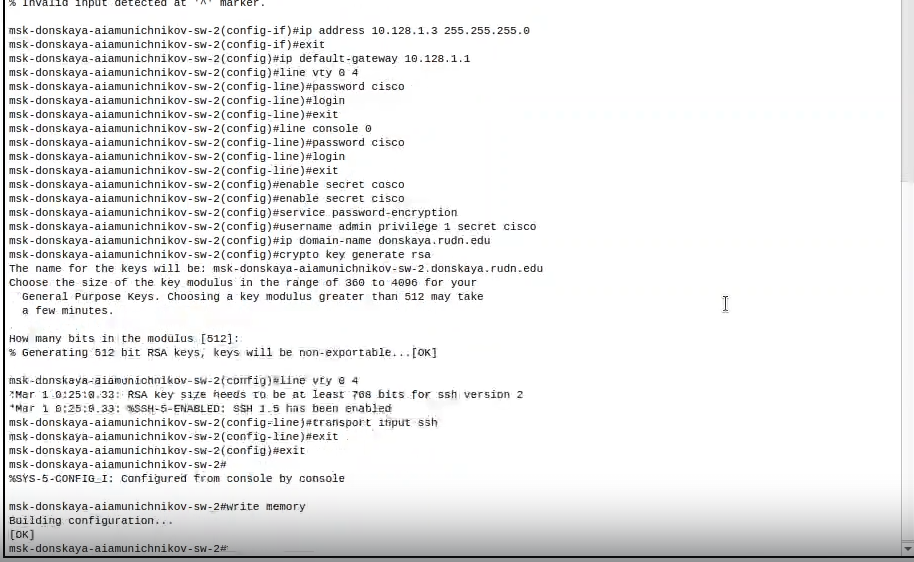 % Invalid input detected at '^' marker.
msk-donskaya-aiamunichnikov-sw-2(config-if)#ip address 10.128.1.3 255.255.255.0
msk-donskaya-aiamunichnikov-sw-2(config-if)#exit
msk-donskaya-aiamunichnikov-sw-2(config)#ip default-gateway 10.128.1.1
msk-donskaya-aiamunichnikov-sw-2(config)#line vty 0 4
msk-donskaya-aiamunichnikov-sw-2(config-line)#password cisco
msk-donskaya-aiamunichnikov-sw-2(config-line)#login
msk-donskaya-aiamunichnikov-sw-2(config-line)#exit
msk-donskaya-aiamunichnikov-sw-2(config)#line console 0
msk-donskaya-aiamunichnikov-sw-2(config-line)#password cisco
msk-donskaya-aiamunichnikov-sw-2(config-line)#login
msk-donskaya-aiamunichnikov-sw-2(config-line)#exit
msk-donskaya-aiamunichnikov-sw-2(config)#enable secret cosco
msk-donskaya-aiamunichnikov-sw-2(config)#enable secret cisco
msk-donskaya-aiamunichnikov-sw-2(config)#service password-encryption
msk-donskaya-aiamunichnikov-sw-2(config)#username admin privilege 1 secret cisco
msk-donskaya-aiamunichnikov-sw-2(config)#ip domain-name donskaya.rudn.edu
msk-donskaya-aiamunichnikov-sw-2(config)#crypto key generate rsa
The name for the keys will be: msk-donskaya-aiamunichnikov-sw-2.donskaya.rudn.edu
Choose the size of the key modulus in the range of 360 to 4096 for your
General Purpose Keys. Choosing a key modulus greater than 512 may take
a few minutes.
How many bits in the modulus [512]:
% Generating 512 bit RSA keys, keys will be non-exportable...[OK]
msk-donskaya-aiamunichnikov-sw-2(config)#line vty 0 4
*Mar 1 0:25:9.33: RSA key size needs to be at least 768 bits for ssh version 2
*Mar 1 0:25:9.33: %SSH-5-ENABLED: SSH 1.5 has been enabled
msk-donskaya-aiamunichnikov-sw-2(config-line)#transport input ssh
msk-donskaya-aiamunichnikov-sw-2(config-line)#exit
msk-donskaya-aiamunichnikov-sw-2(config)#exit
msk-donskaya-aiamunichnikov-sw-2#
%SYS-5-CONFIG_I: Configured from console by console
msk-donskaya-aiamunichnikov-sw-2#write memory
Building configuration...
[OK]
msk-donskaya-aiamunichnikov-sw-2#